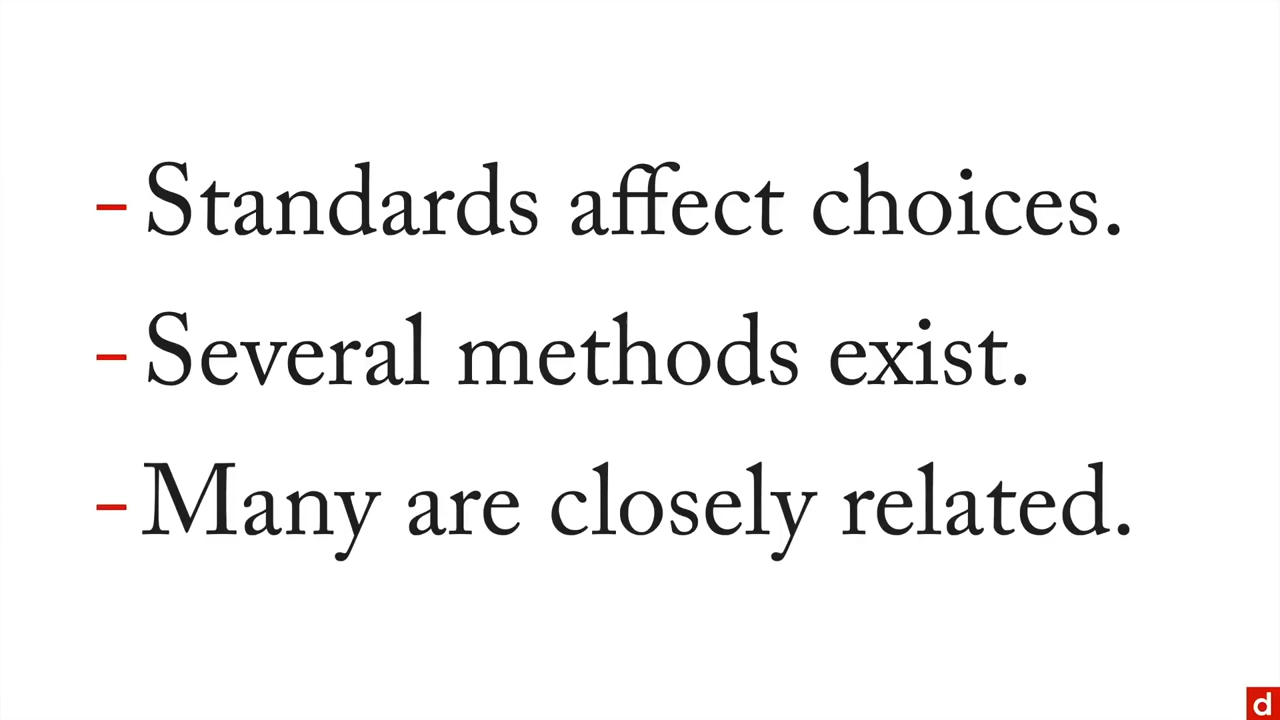 - Standards affect choices.
- Several methods exist.
- Many are closely related.
d